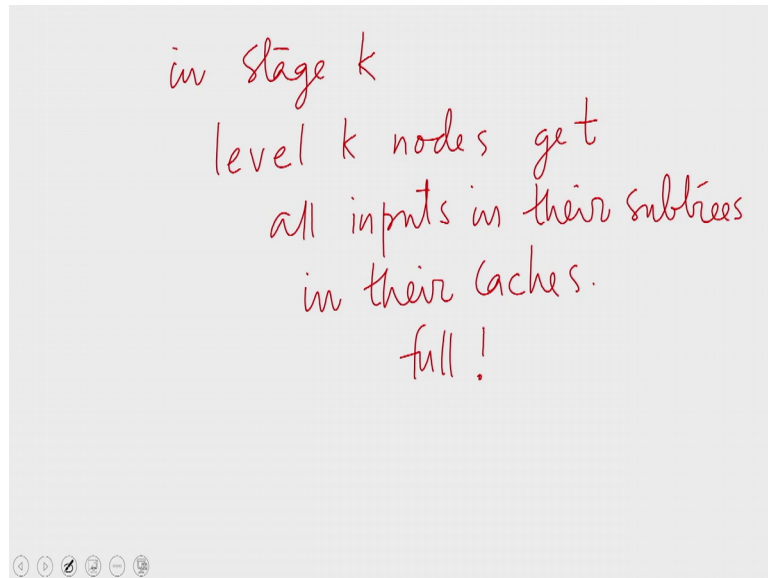 in stage k
level k nodes get
all inputs in their subtrees
in their caches.
full!